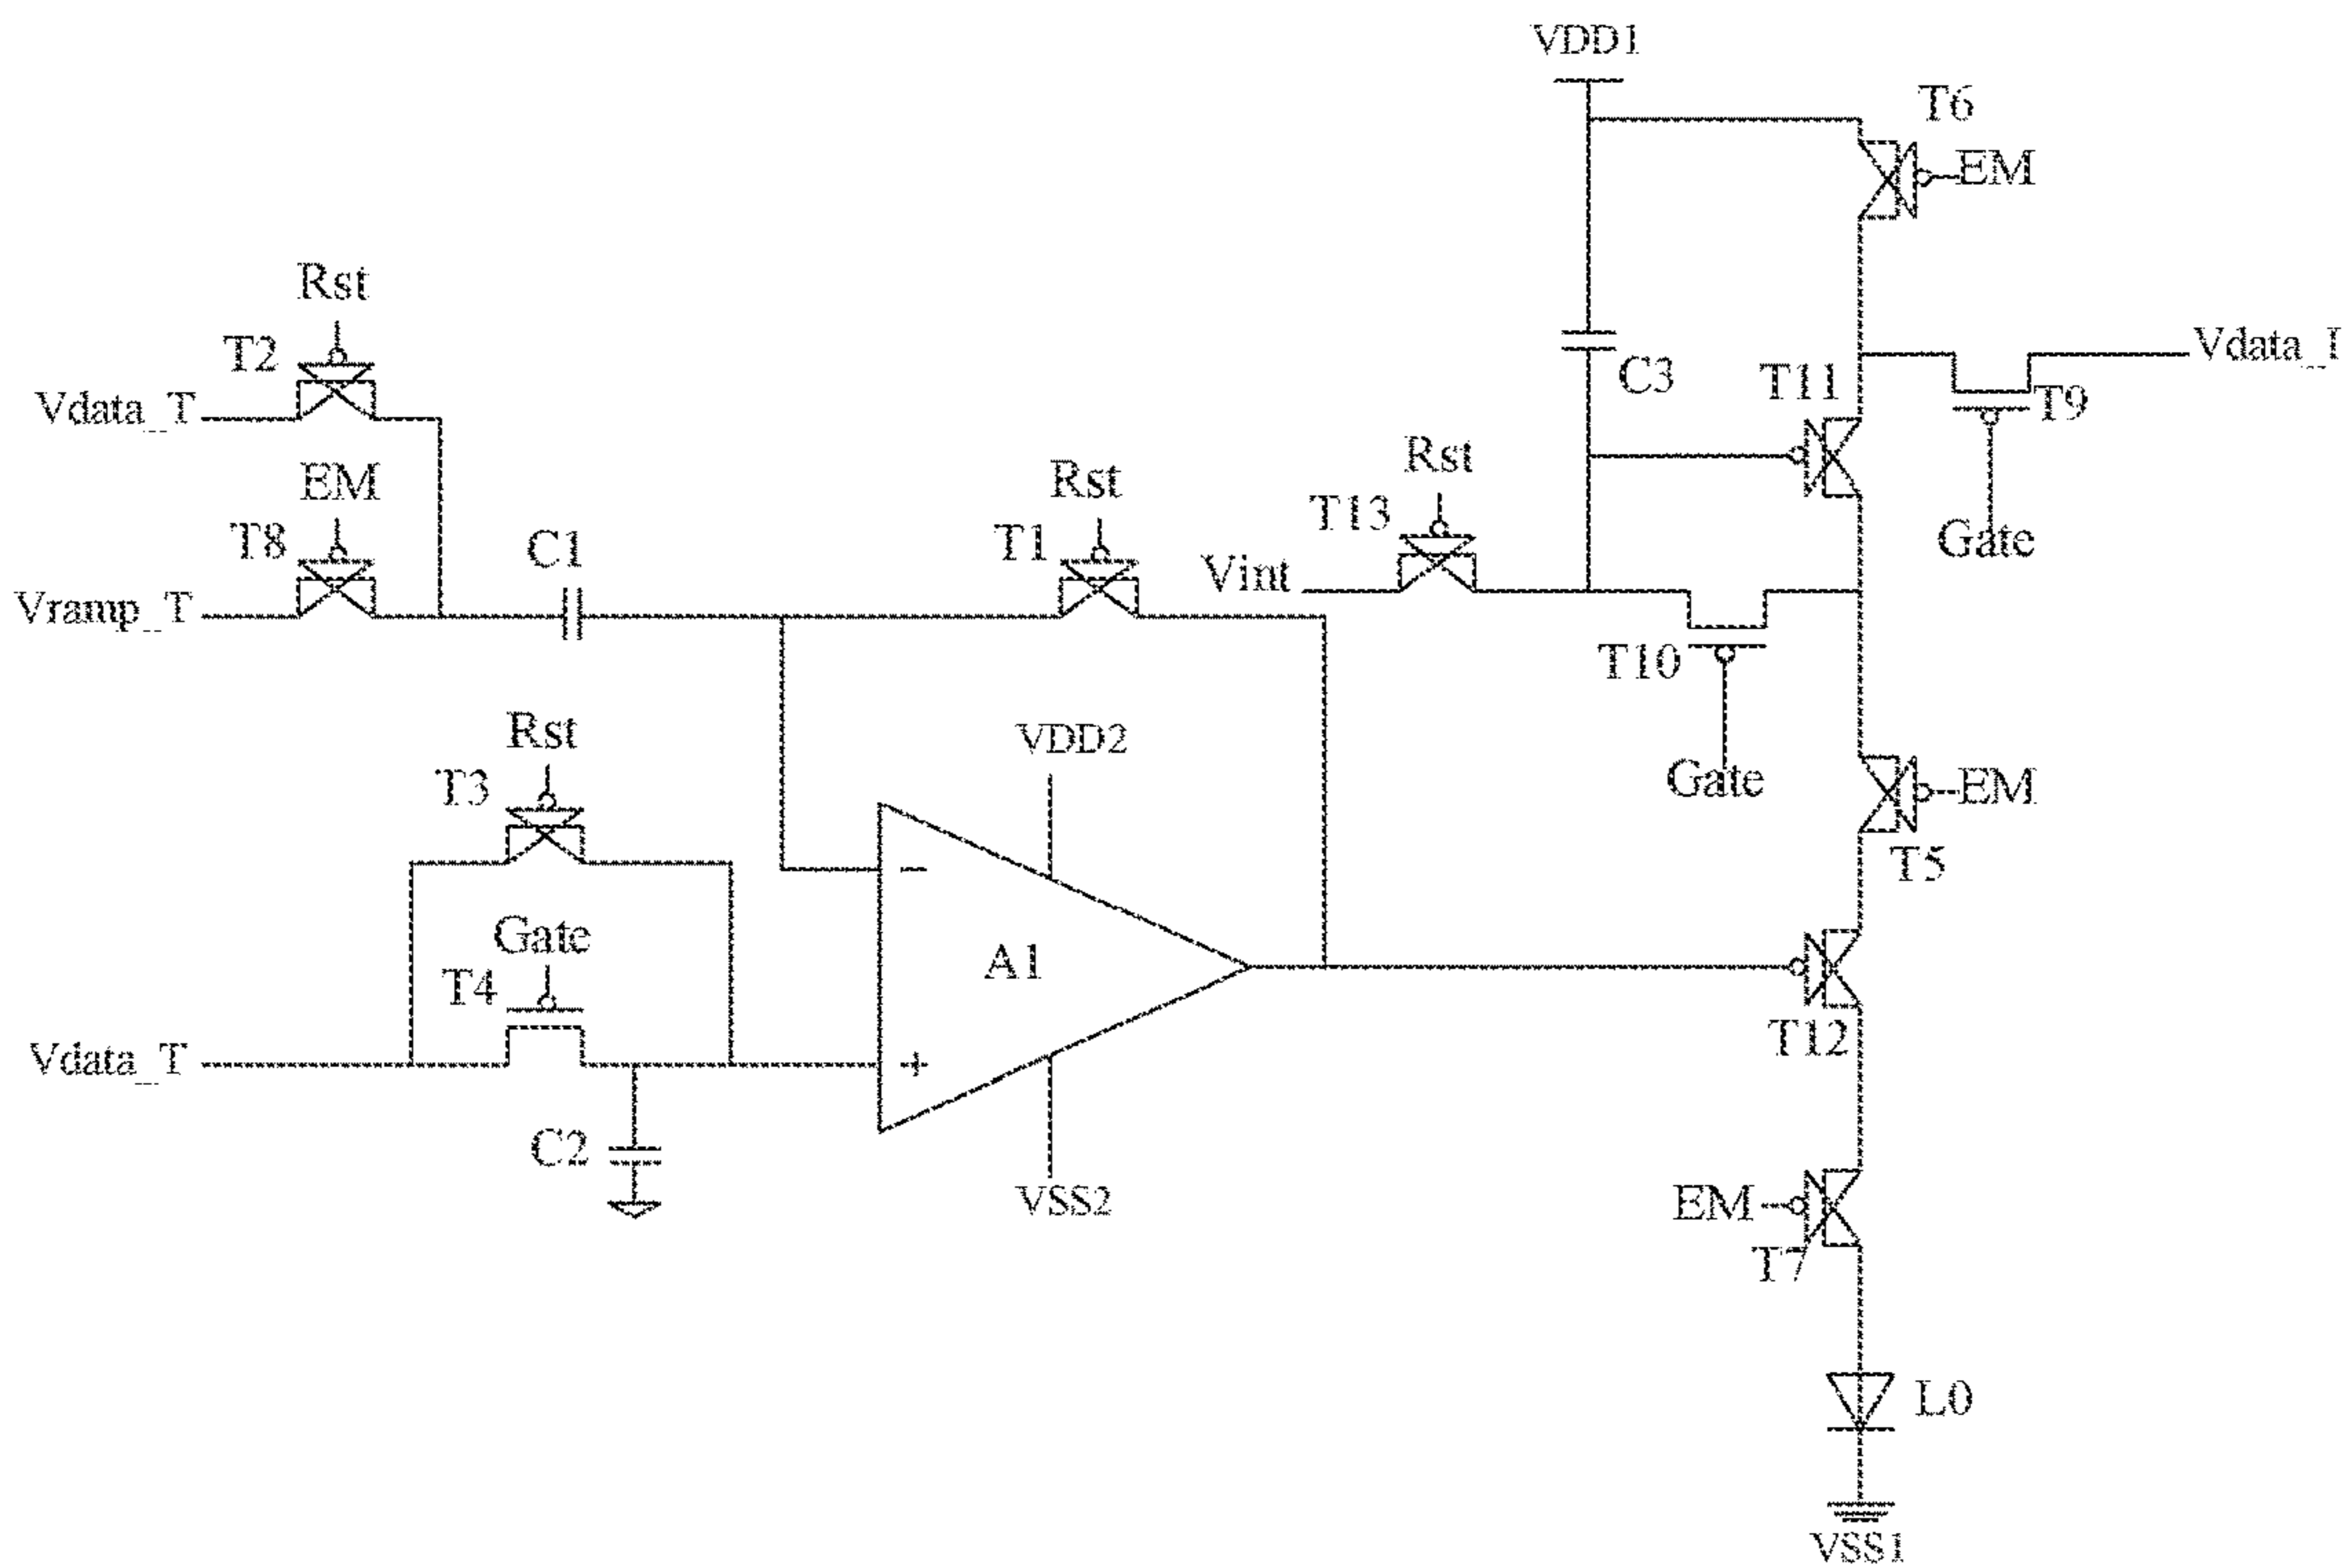 VDD1
T6
EM
Rst
T2
Vdata_T
Vdata_I
C3
T11
T9
EM
T8
C1
Rst
T1
Rst
T13
Vint
Gate
Vramp_T
T10
Rst
T3
VDD2
Gate
EM
T5
Gate
T4
A1
-
+
T12
Vdata_T
C2
VSS2
EM
T7
L0
VSS1